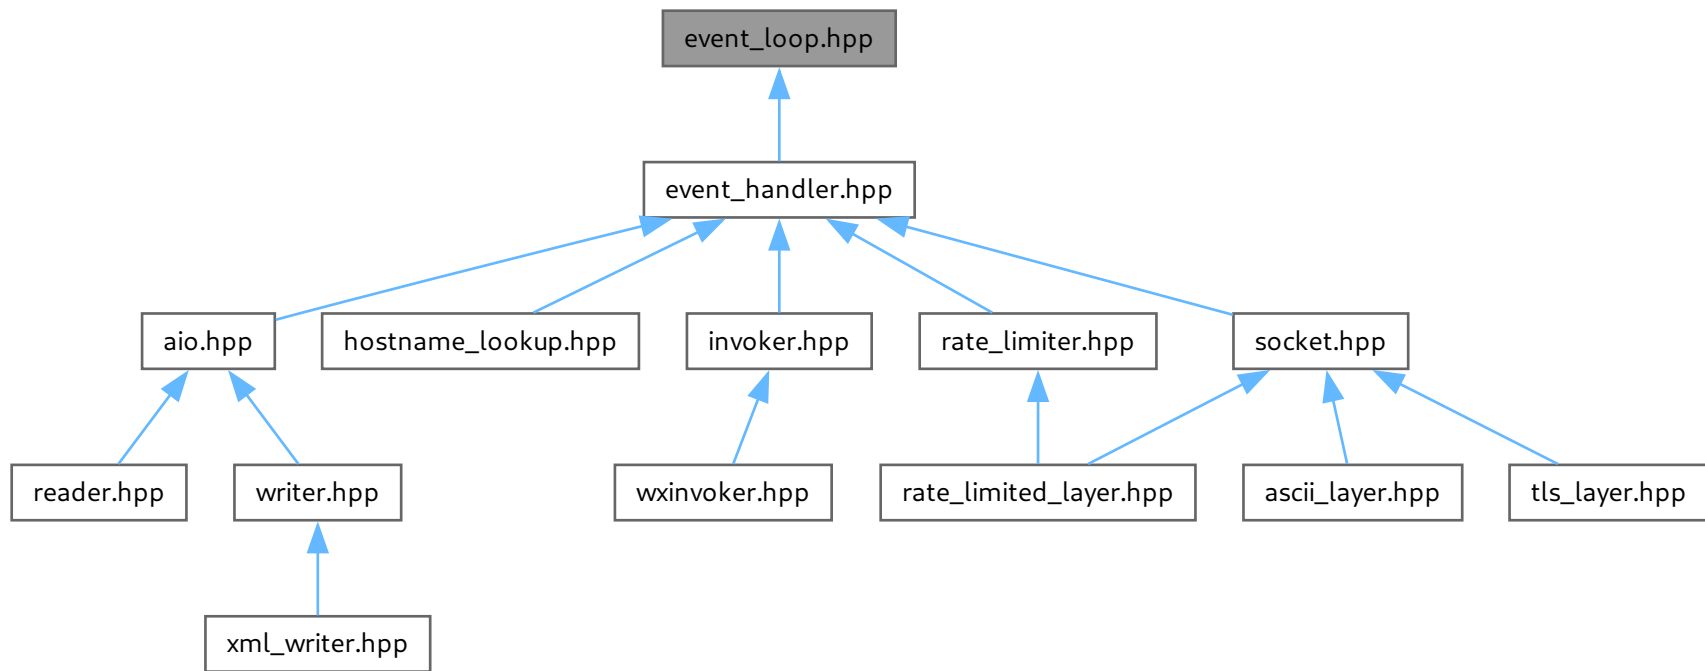 event_loop.hpp
event_handler.hpp
aio.hpp
hostname_lookup.hpp
invoker.hpp
rate_limiter.hpp
socket.hpp
reader.hpp
writer.hpp
wxinvoker.hpp
rate_limited_layer.hpp
ascii_layer.hpp
tls_layer.hpp
xml_writer.hpp